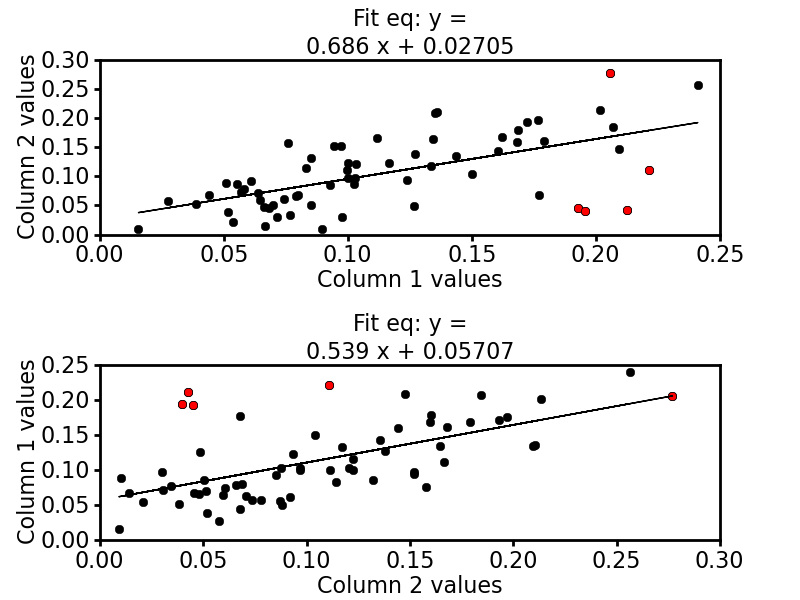 Fit eq: y =
0.686 x + 0.02705
0.30
0.25
0.20
0.15
0.10
0.05
0.00
Column 2 values
0.00 0.05 0.10 0.15 0.20 0.25
Column 1 values
Fit eq: y =
0.539 x + 0.05707
0.25
0.20
0.15
0.10
0.05
0.00
Column 1 values
0.00 0.05 0.10 0.15 0.20 0.25 0.30
Column 2 values